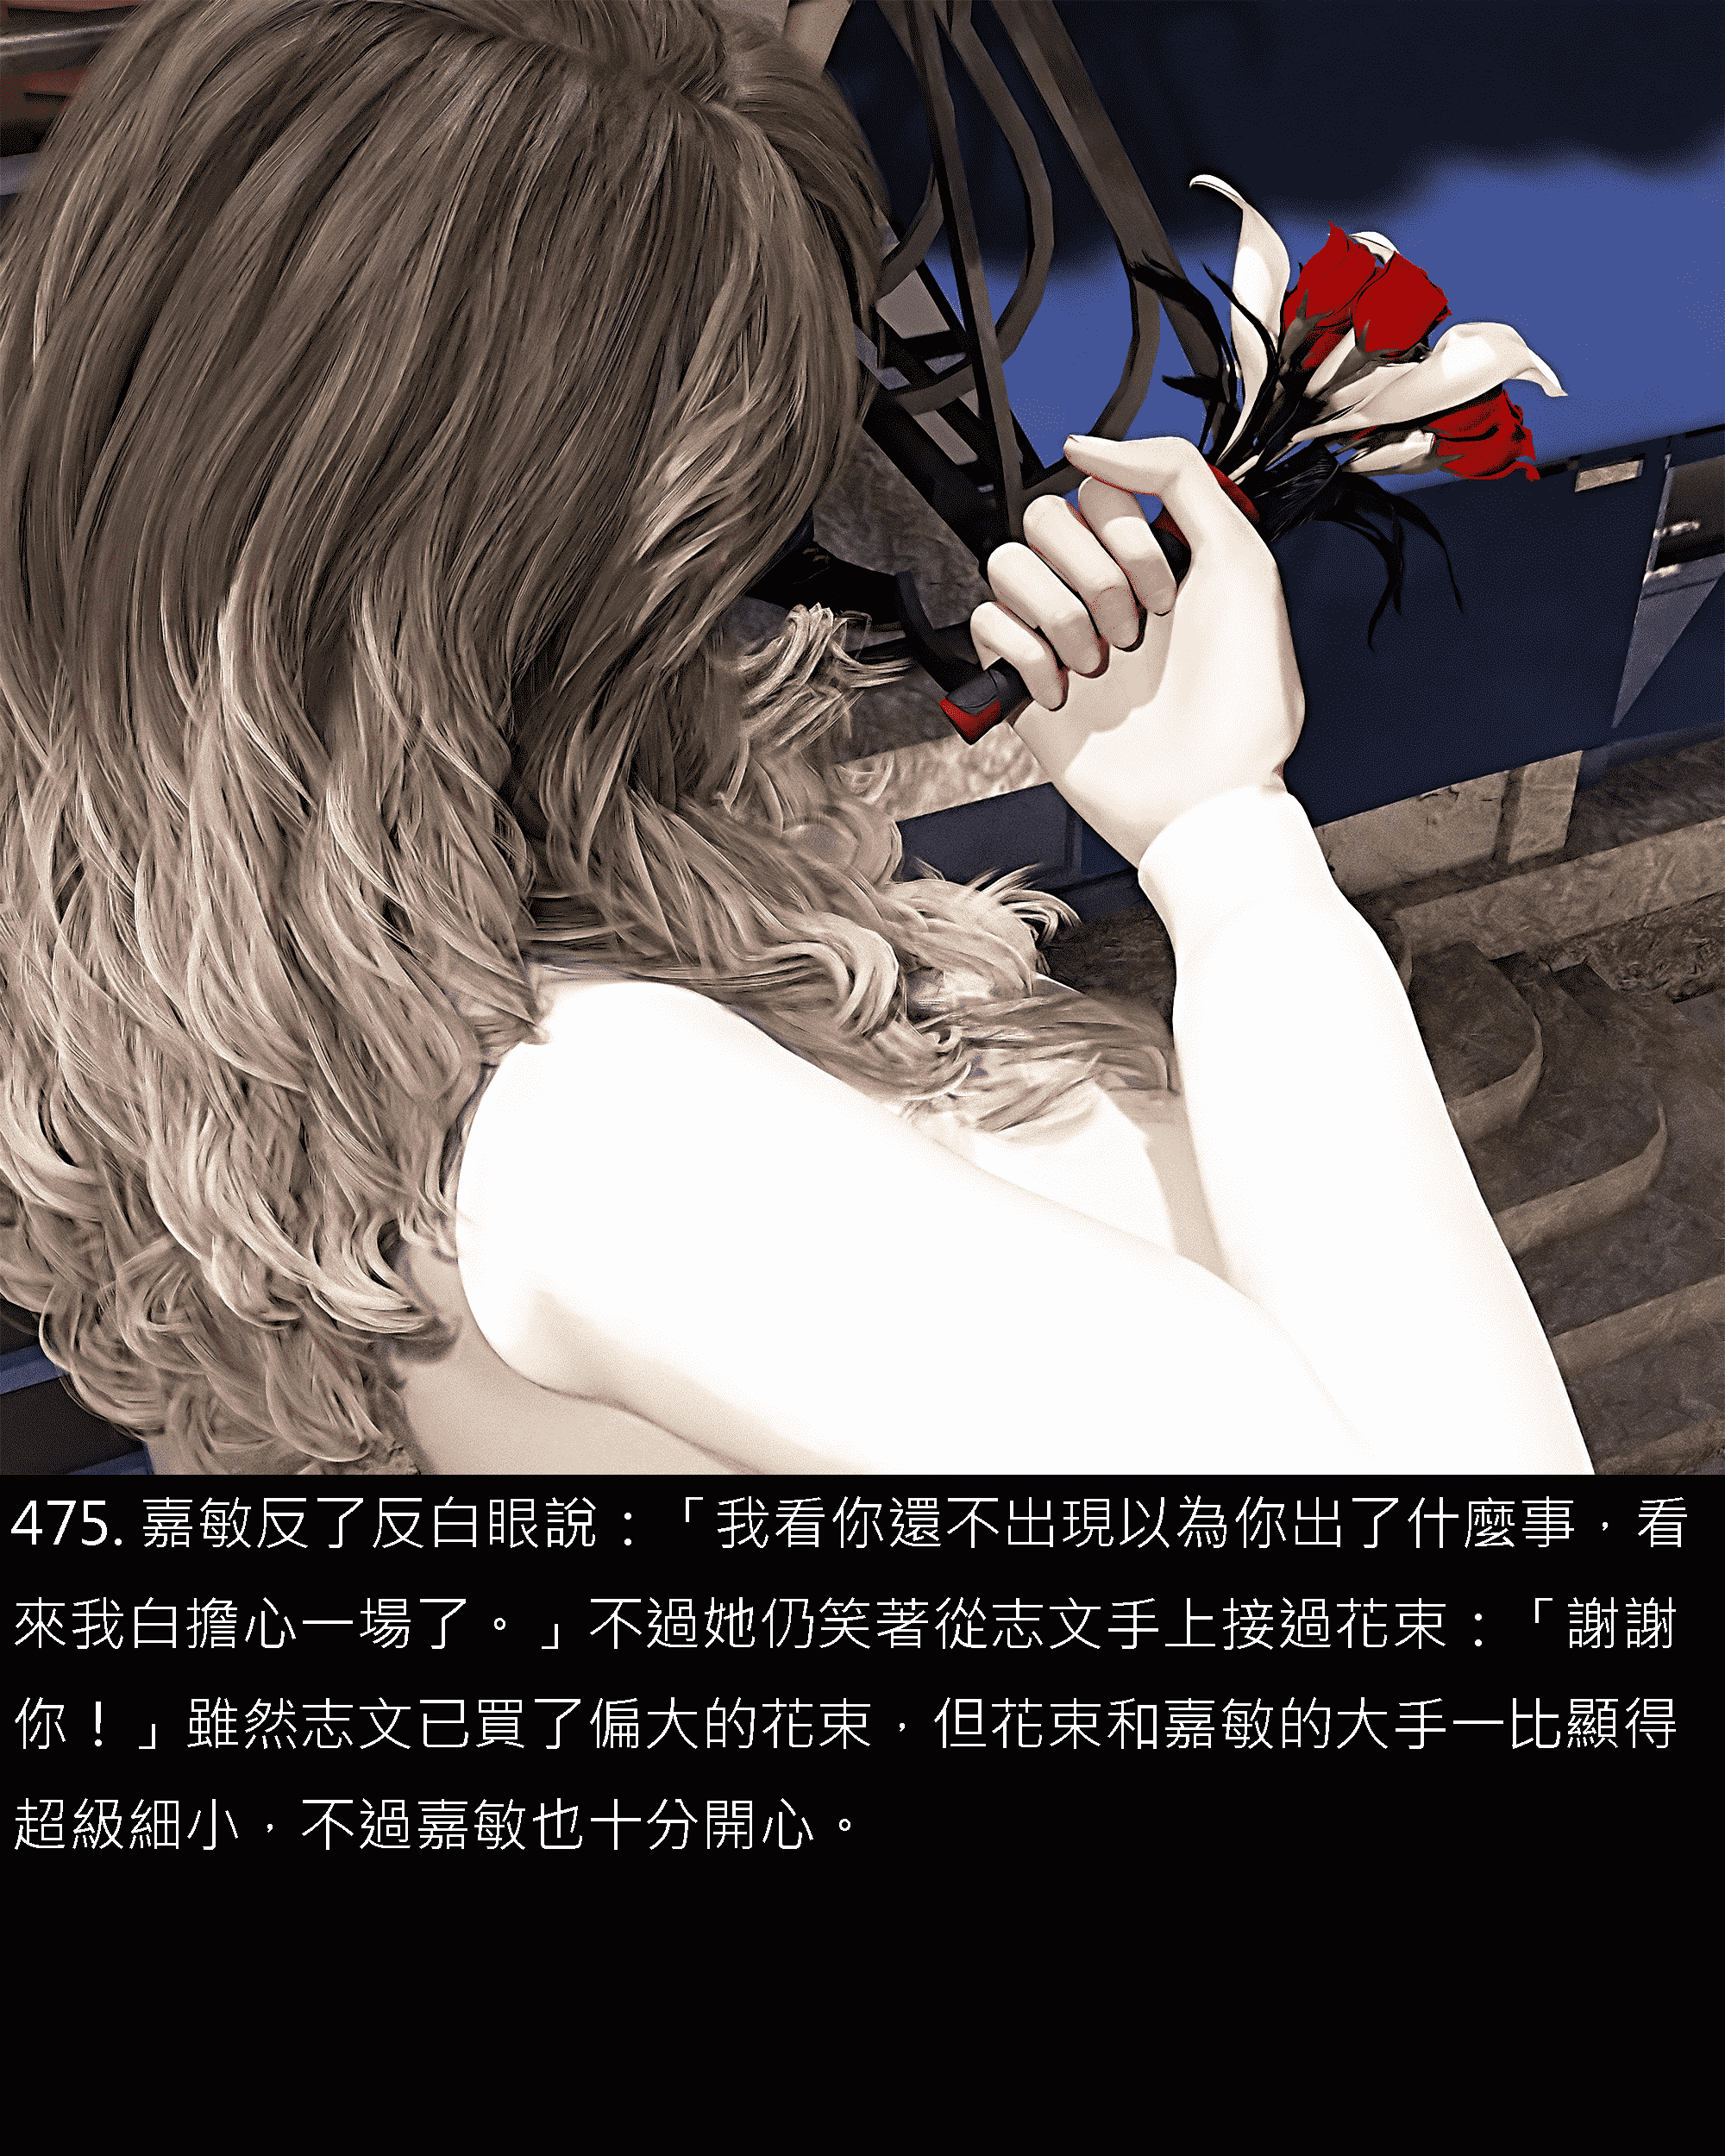 475. 嘉敏反了反白眼說：「我看你還不出現以為你出了什麼事，看
來我白擔心一場了。」不過她仍笑著從志文手上接過花束：「謝謝
你！」雖然志文已買了偏大的花束，但花束和嘉敏的大手一比顯得
超級細小，不過嘉敏也十分開心。